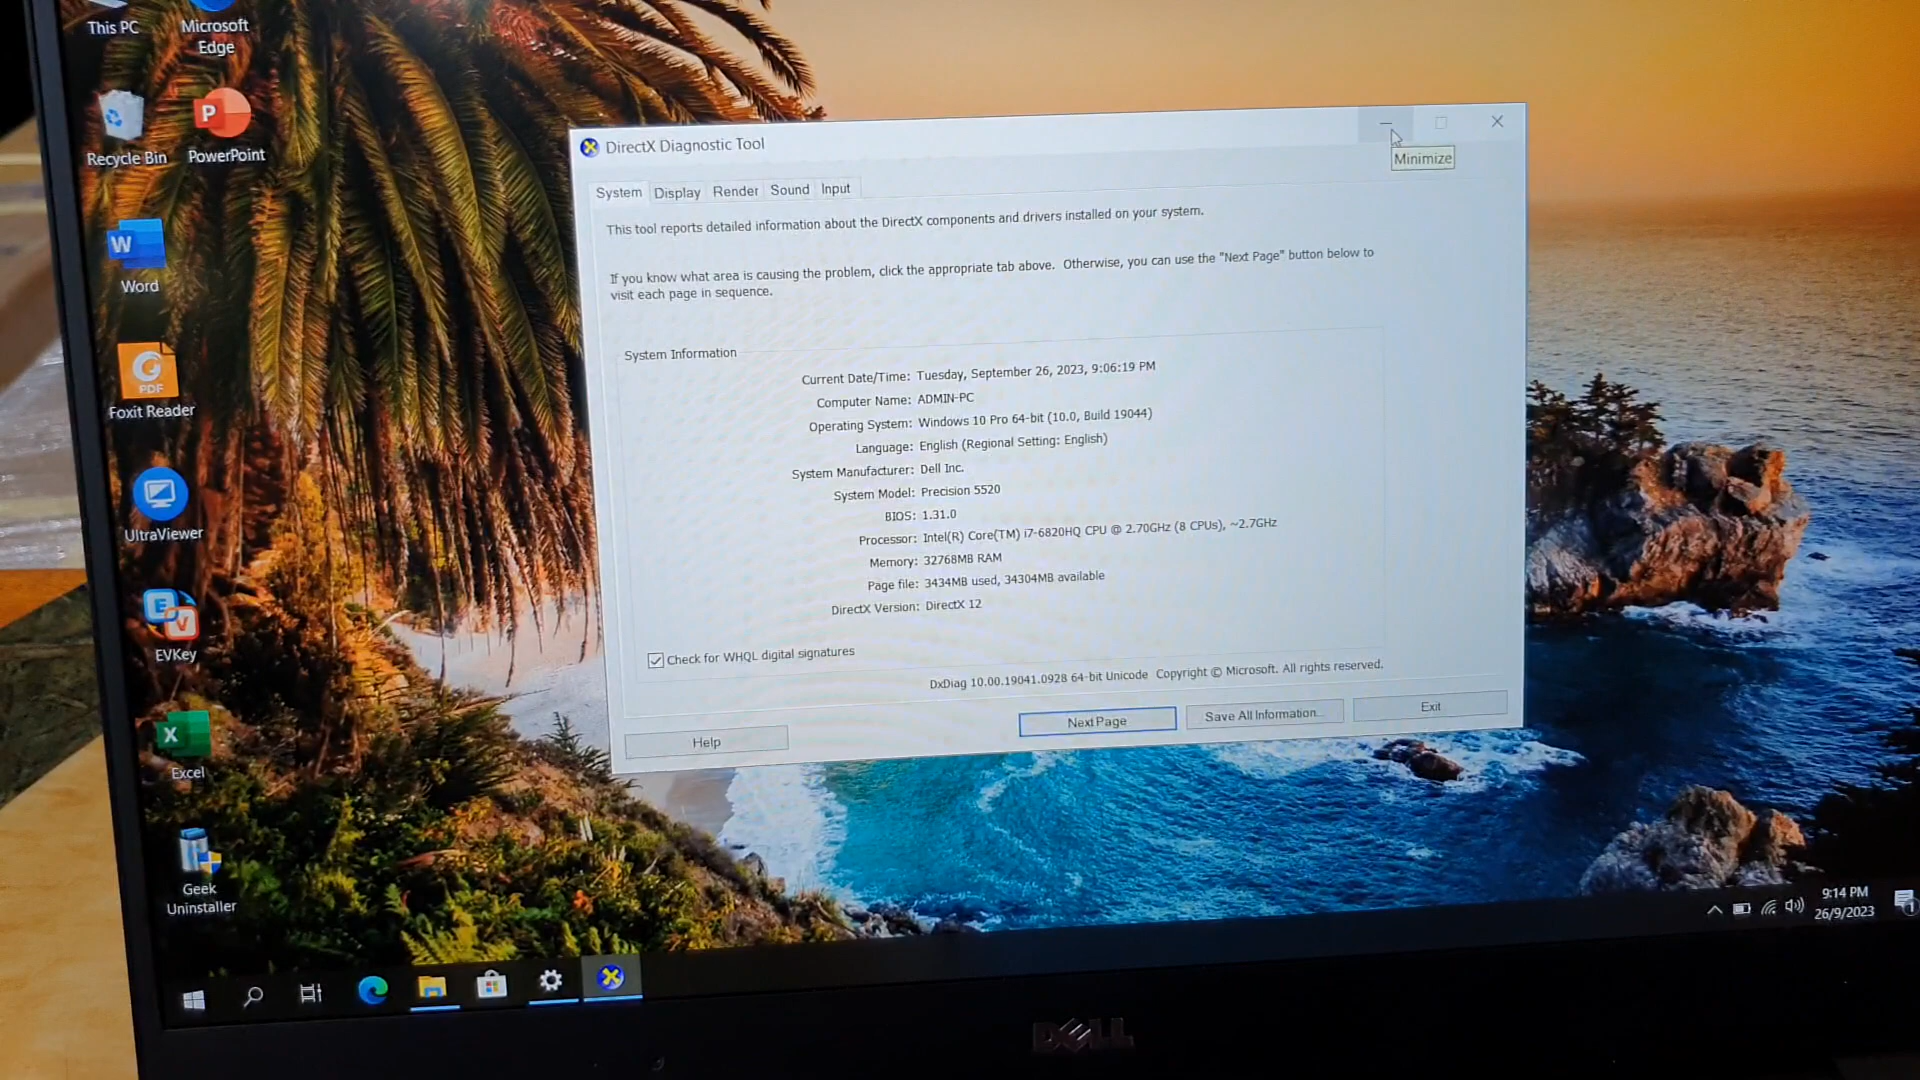 This PC
Microsoft
Edge
Recycle Bin
PowerPoint
Word
PDF
Foxit Reader
UltraViewer
EVKey
Excel
Geek
Uninstaller
DirectX Diagnostic Tool
Minimize
System Display Render Sound Input
This tool reports detailed information about the DirectX components and drivers installed on your system.
If you know what area is causing the problem, click the appropriate tab above. Otherwise, you can use the "Next Page" button below to
visit each page in sequence.
System Information
Current Date/Time: Tuesday, September 26, 2023, 9:06:19 PM
Computer Name: ADMIN-PC
Operating System: Windows 10 Pro 64-bit (10.0, Build 19044)
Language: English (Regional Setting: English)
System Manufacturer: Dell Inc.
System Model: Precision 5520
BIOS: 1.31.0
Processor: Intel(R) Core(TM) i7-6820HQ CPU @ 2.70GHz (8 CPUs), ~2.7GHz
Memory: 32768MB RAM
Page file: 3434MB used, 34304MB available
DirectX Version: DirectX 12
Check for WHQL digital signatures
DxDiag 10.00.19041.0928 64-bit Unicode Copyright © Microsoft. All rights reserved.
Help
Next Page
Save All Information...
Exit
9:14 PM
26/9/2023
1
DELL